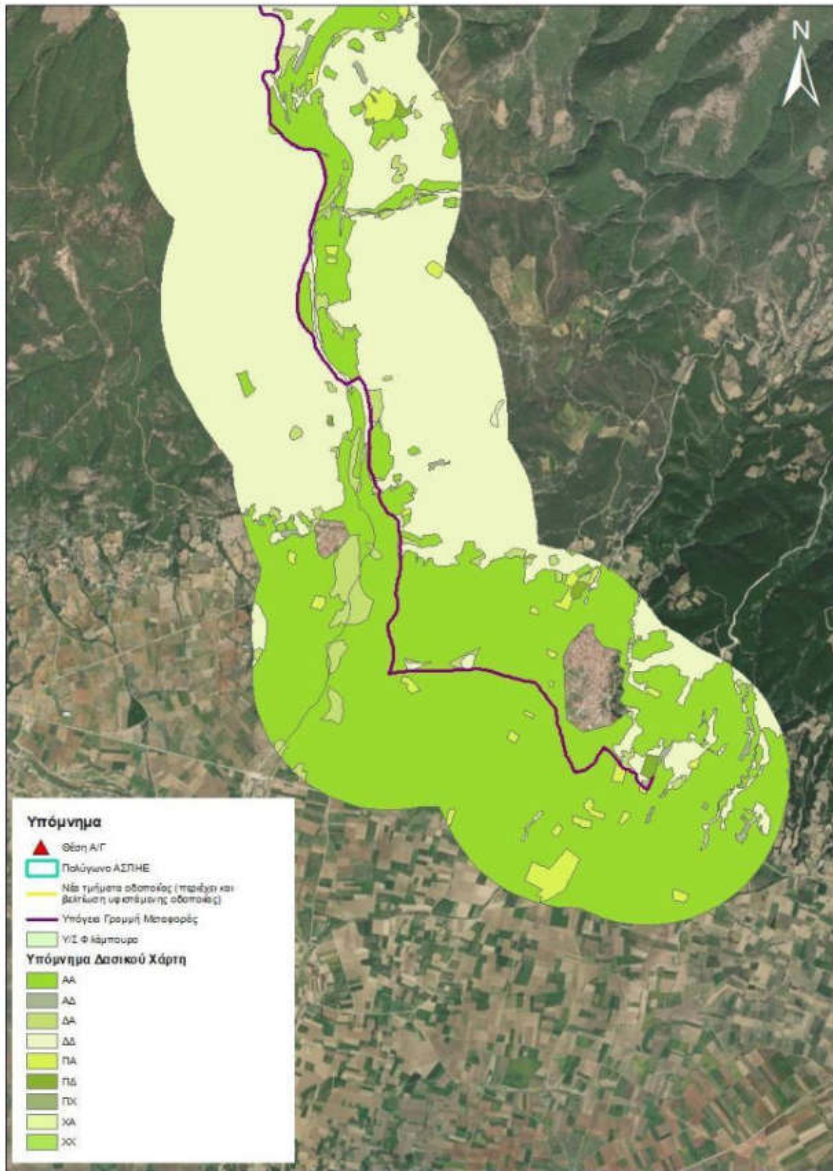 N
Υπόμνημα
Θέση Α/Γ
Πολύγωνο ΑΣΠΗΕ
Νέα τμήματα οδοποιίας (περιέχει και
βελτίωση υφιστάμενης οδοποιίας)
Υπόγεια Γραμμή Μεταφοράς
Υ/Σ Φλάμπουρο
Υπόμνημα Δασικού Χάρτη
ΑΑ
ΑΔ
ΔΑ
ΔΔ
ΠΑ
ΠΔ
ΠΧ
ΧΑ
ΧΧ